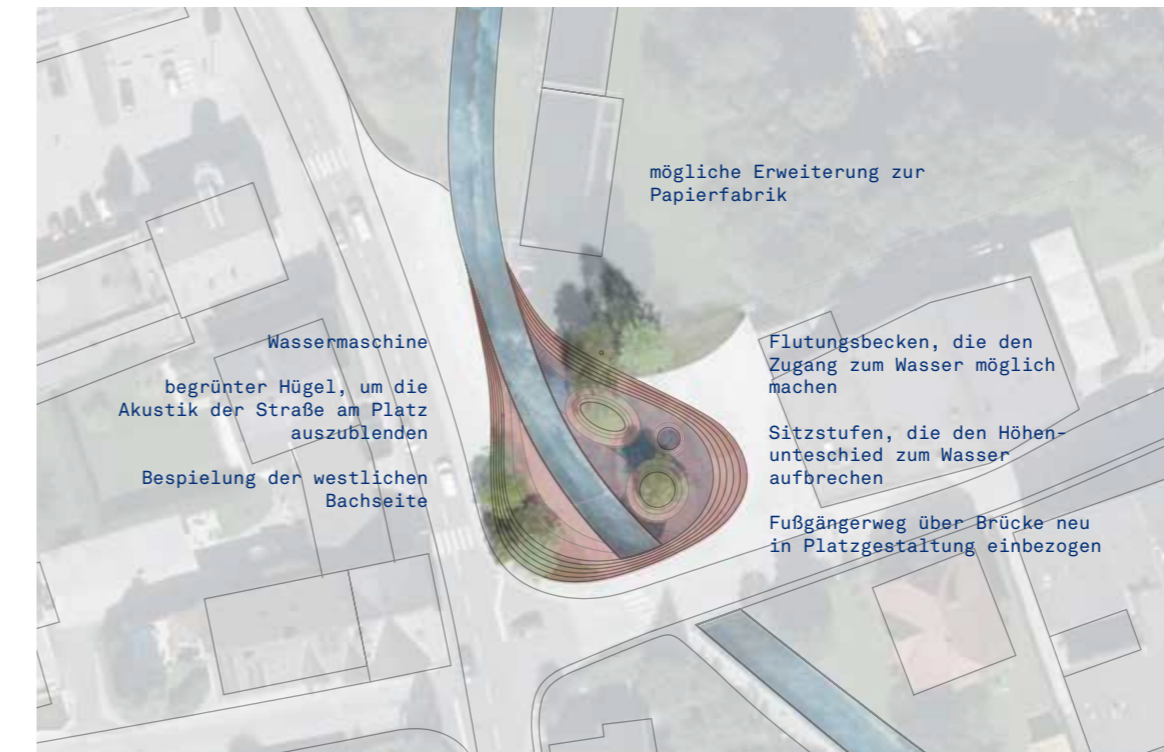 mögliche Erweiterung zur
Papierfabrik
Wassermaschine
begrünter Hügel, um die
Akustik der Straße am Platz
auszublenden
Bespielung der westlichen
Bachseite
Flutungsbecken, die den
Zugang zum Wasser möglich
machen
Sitzstufen, die den Höhen-
unteschied zum Wasser
aufbrechen
Fußgängerweg über Brücke neu
in Platzgestaltung einbezogen